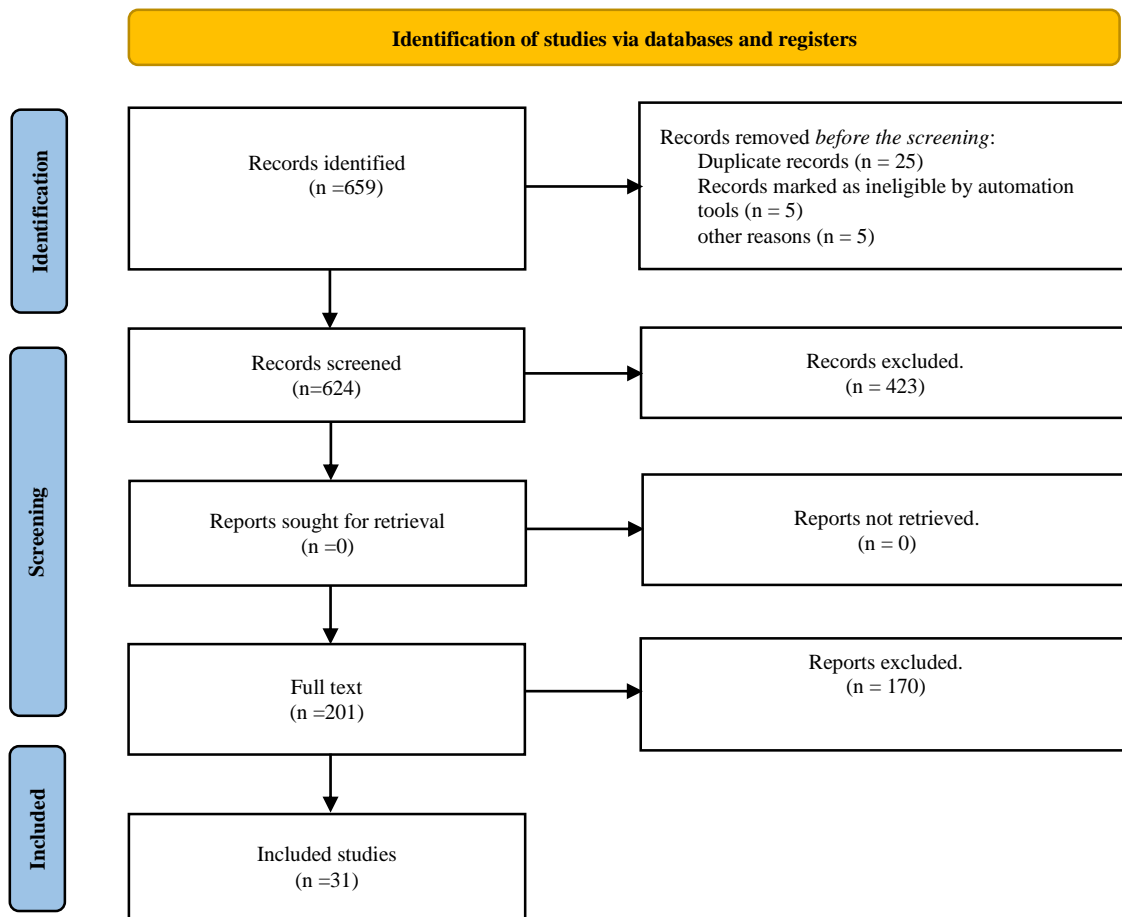 Identification of studies via databases and registers
Identification
Records identified
(n =659)
Records removed before the screening:
Duplicate records (n = 25)
Records marked as ineligible by automation
tools (n = 5)
other reasons (n = 5)
Screening
Records screened
(n=624)
Records excluded.
(n = 423)
Reports sought for retrieval
(n =0)
Reports not retrieved.
(n = 0)
Full text
(n =201)
Reports excluded.
(n = 170)
Included
Included studies
(n =31)